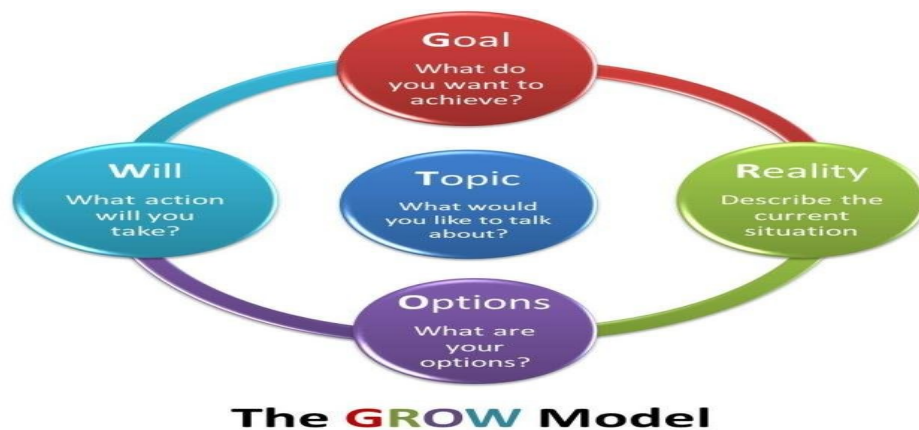 Goal
What do
you want to
achieve?
Will
What action
will you
take?
Topic
What would
you like to talk
about?
Reality
Describe the
current
situation
Options
What are
your
options?
The GROW Model